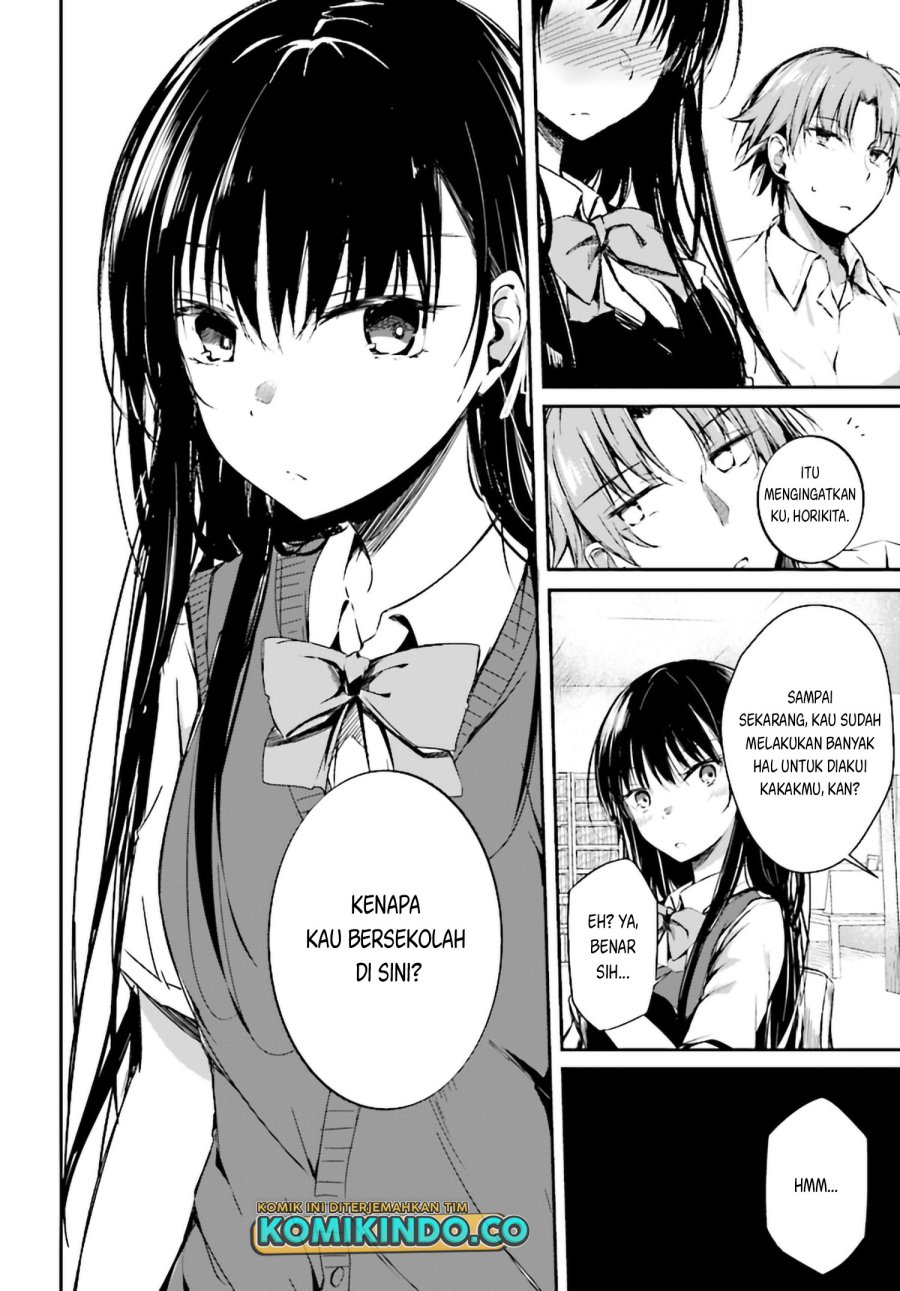 ITU
MENGINGATKAN
KU, HORIKITA.
SAMPAI
SEKARANG, KAU SUDAH
MELAKUKAN BANYAK
HAL UNTUK DIAKUI
KAKAKMU, KAN?
EH? YA,
BENAR
SIH...
HMM...
KENAPA
KAU BERSEKOLAH
DI SINI?
KOMIK INI DITERJEMAHKAN TIM
KOMIKINDO.CO